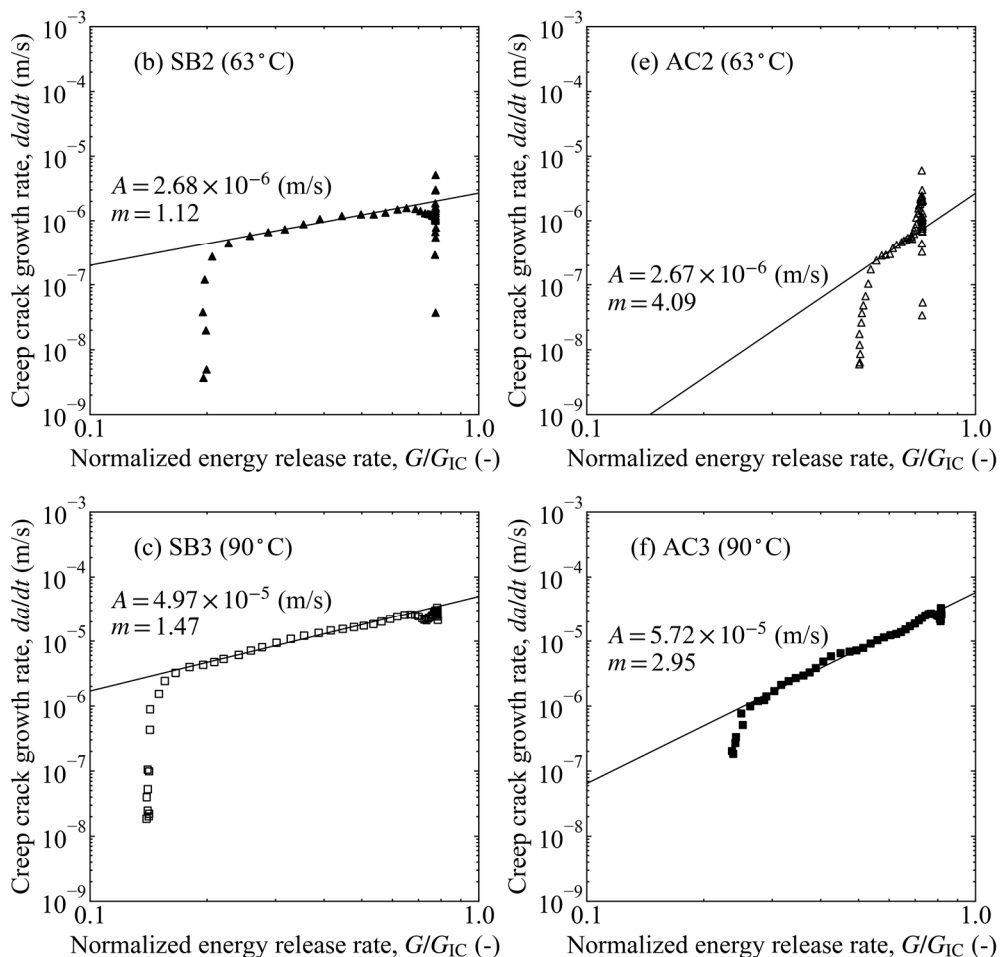 Creep crack growth rate, da/dt (m/s)
10⁻³
10⁻⁴
10⁻⁵
10⁻⁶
10⁻⁷
10⁻⁸
10⁻⁹
(b) SB2 (63°C)
A = 2.68 × 10⁻⁶ (m/s)
m = 1.12
0.1
1.0
Normalized energy release rate, G/G_IC (-)
Creep crack growth rate, da/dt (m/s)
10⁻³
10⁻⁴
10⁻⁵
10⁻⁶
10⁻⁷
10⁻⁸
10⁻⁹
(e) AC2 (63°C)
A = 2.67 × 10⁻⁶ (m/s)
m = 4.09
0.1
1.0
Normalized energy release rate, G/G_IC (-)
Creep crack growth rate, da/dt (m/s)
10⁻³
10⁻⁴
10⁻⁵
10⁻⁶
10⁻⁷
10⁻⁸
10⁻⁹
(c) SB3 (90°C)
A = 4.97 × 10⁻⁵ (m/s)
m = 1.47
0.1
1.0
Normalized energy release rate, G/G_IC (-)
Creep crack growth rate, da/dt (m/s)
10⁻³
10⁻⁴
10⁻⁵
10⁻⁶
10⁻⁷
10⁻⁸
10⁻⁹
(f) AC3 (90°C)
A = 5.72 × 10⁻⁵ (m/s)
m = 2.95
0.1
1.0
Normalized energy release rate, G/G_IC (-)